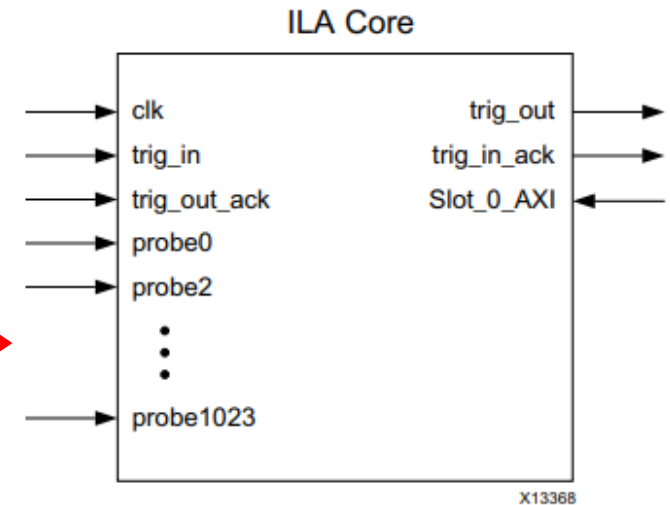 ILA Core
clk
trig_out
trig_in
trig_in_ack
trig_out_ack
Slot_0_AXI
probe0
probe2
probe1023
X13368